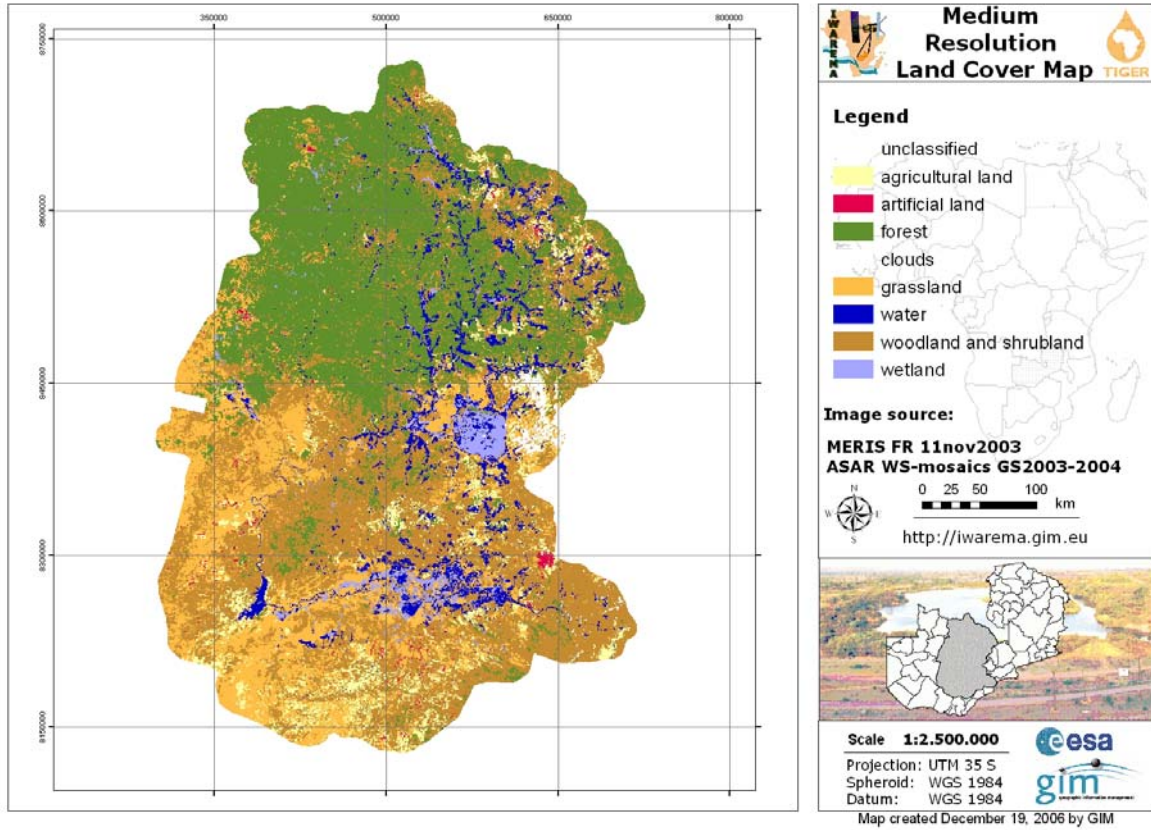 350000
500000
650000
800000
8750000
8600000
8450000
8300000
8150000
IWAREMA
Medium
Resolution
Land Cover Map
TIGER
Legend
unclassified
agricultural land
artificial land
forest
clouds
grassland
water
woodland and shrubland
wetland
Image source:
MERIS FR 11nov2003
ASAR WS-mosaics GS2003-2004
N
W E
S
0 25 50 100
km
http://iwarema.gim.eu
Scale 1:2.500.000
Projection: UTM 35 S
Spheroid: WGS 1984
Datum: WGS 1984
esa
gim
geographic information management
Map created December 19, 2006 by GIM